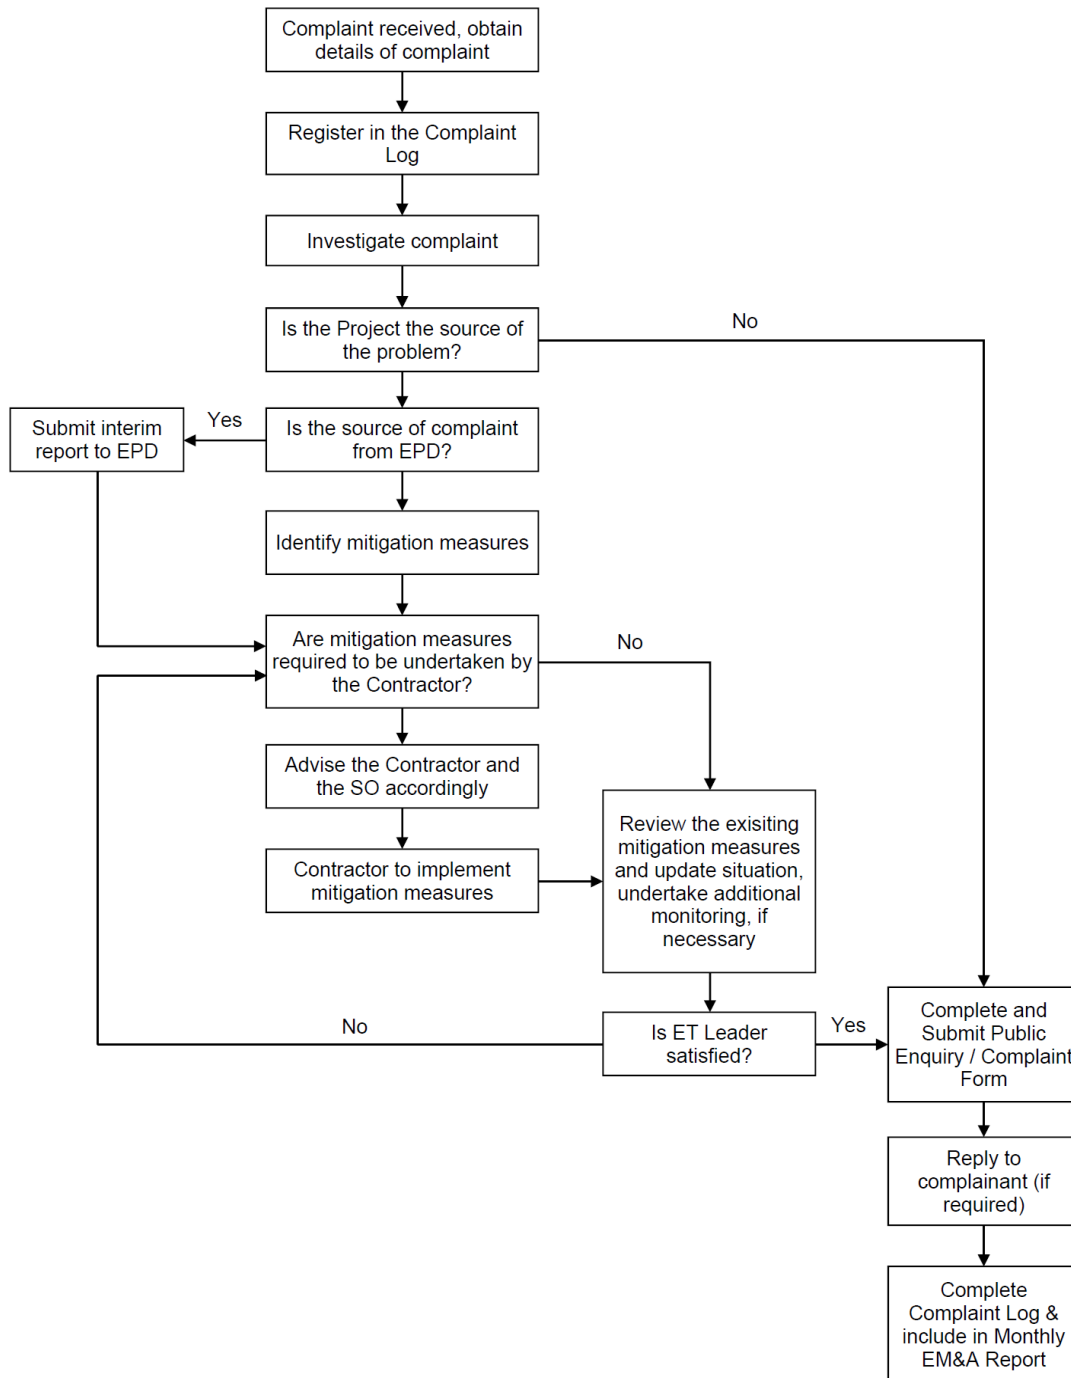 Complaint received, obtain
details of complaint
Register in the Complaint
Log
Investigate complaint
Is the Project the source of
the problem?
No
Submit interim
report to EPD
Yes
Is the source of complaint
from EPD?
Identify mitigation measures
Are mitigation measures
required to be undertaken by
the Contractor?
No
Advise the Contractor and
the SO accordingly
Contractor to implement
mitigation measures
Review the exisiting
mitigation measures
and update situation,
undertake additional
monitoring, if
necessary
No
Is ET Leader
satisfied?
Yes
Complete and
Submit Public
Enquiry / Complaint
Form
Reply to
complainant (if
required)
Complete
Complaint Log &
include in Monthly
EM&A Report